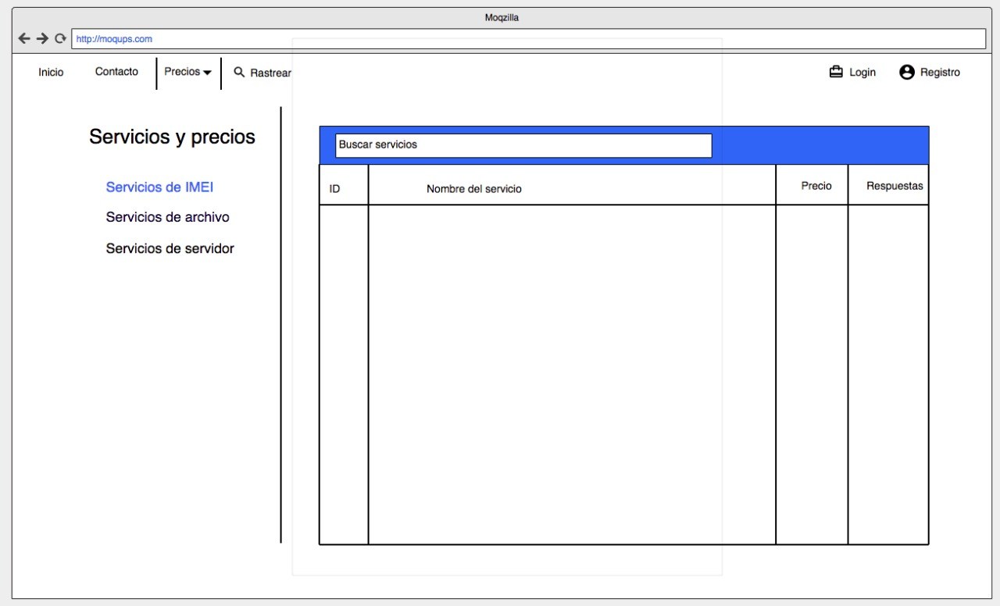 Moqzilla
http://moqups.com
Inicio Contacto Precios Rastrear Login Registro
Servicios y precios
Servicios de IMEI
Servicios de archivo
Servicios de servidor
Buscar servicios
ID Nombre del servicio Precio Respuestas